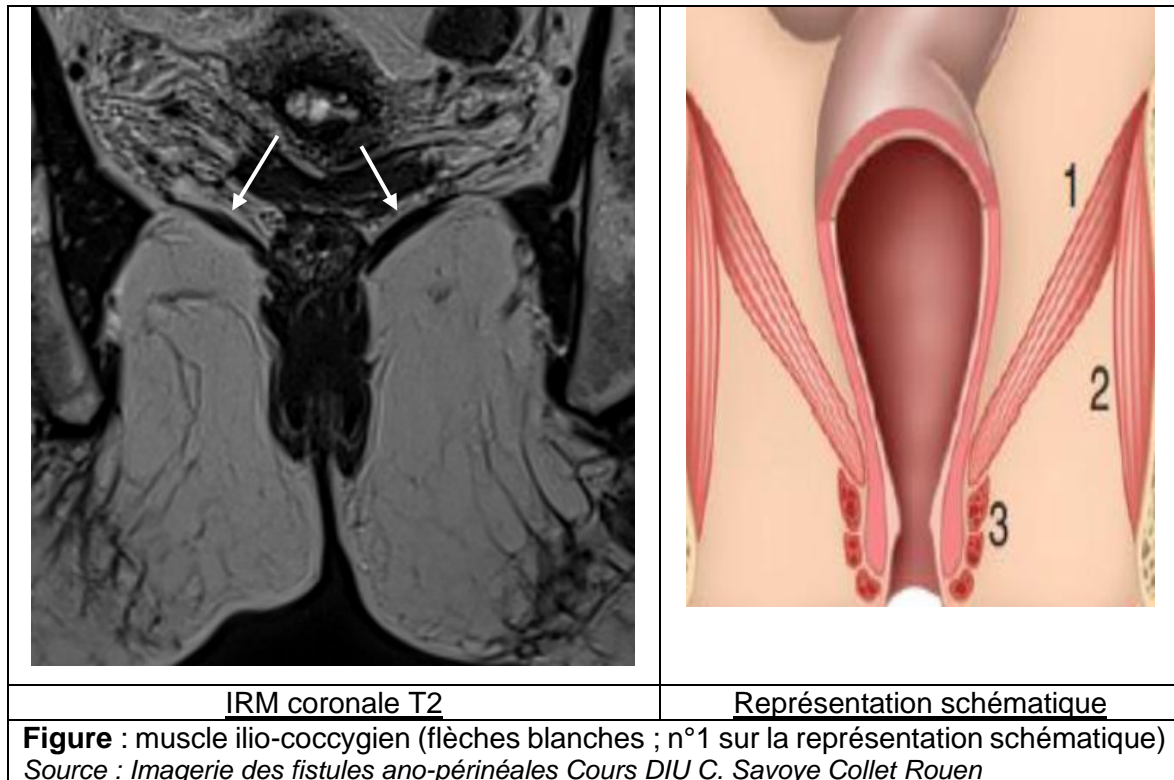 1
2
3
IRM coronale T2
Représentation schématique
Figure : muscle ilio-coccygien (flèches blanches ; n°1 sur la représentation schématique)
Source : Imagerie des fistules ano-périnéales Cours DIU C. Savoye Collet Rouen